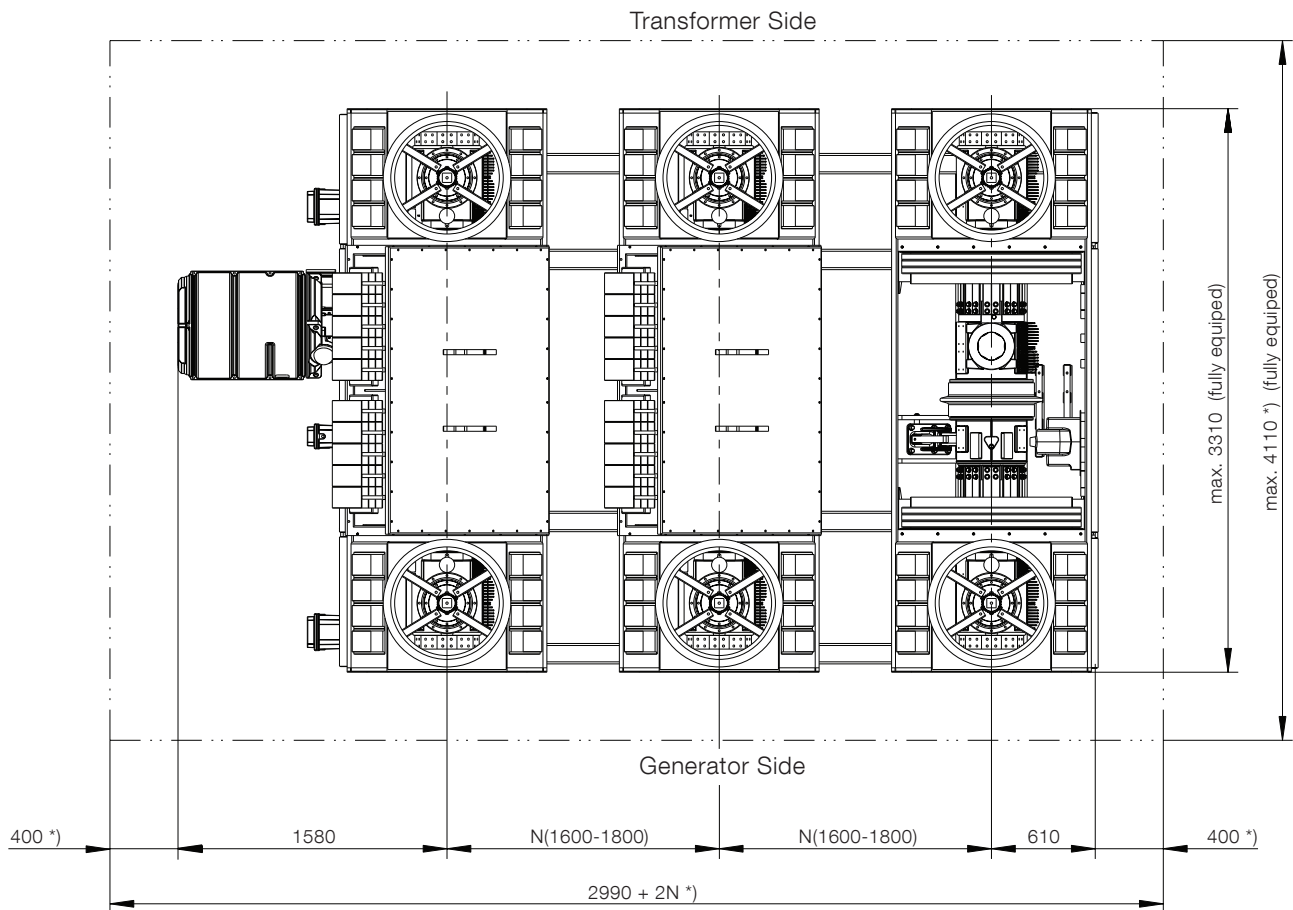 Transformer Side
max. 3310 (fully equiped)
max. 4110 *) (fully equiped)
Generator Side
400 *)
1580
N(1600-1800)
N(1600-1800)
610
400 *)
2990 + 2N *)